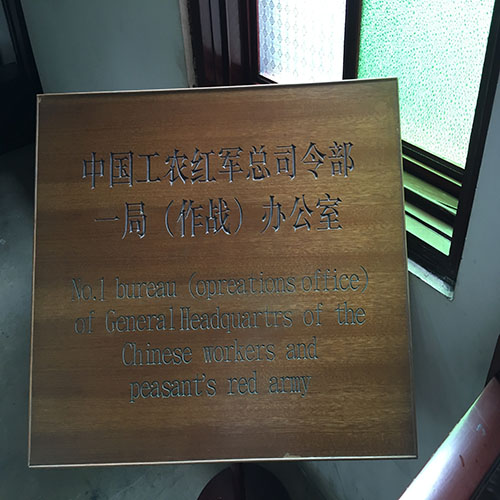 中国工农红军总司令部
一局（作战）办公室
No.1 bureau (opreations office)
of General Headquartrs of the
Chinese workers and
peasant's red army